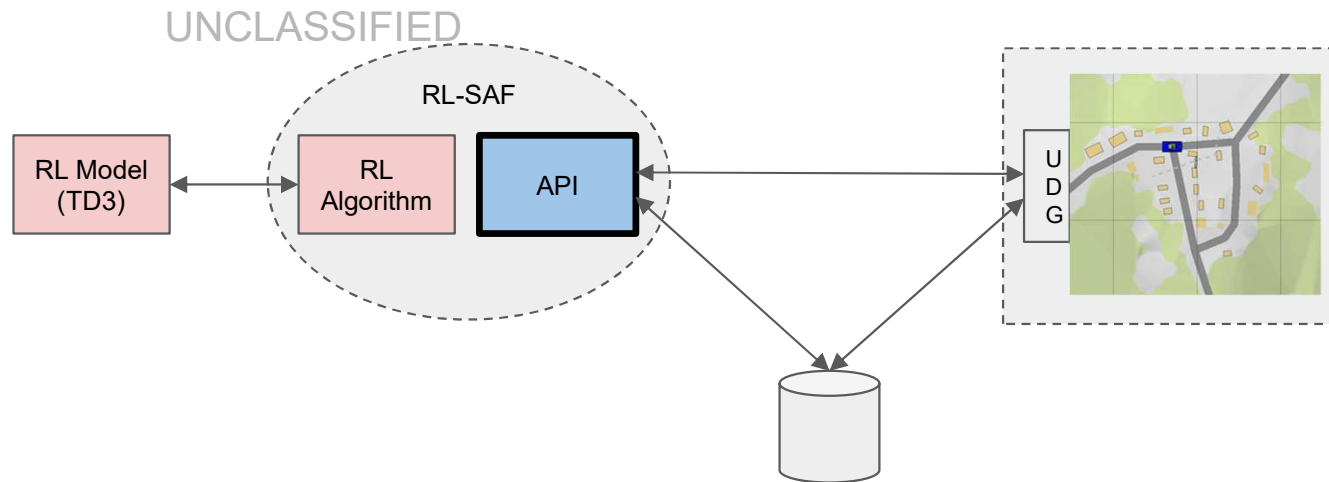 UNCLASSIFIED
RL-SAF
RL Model
(TD3)
RL
Algorithm
API
U
D
G